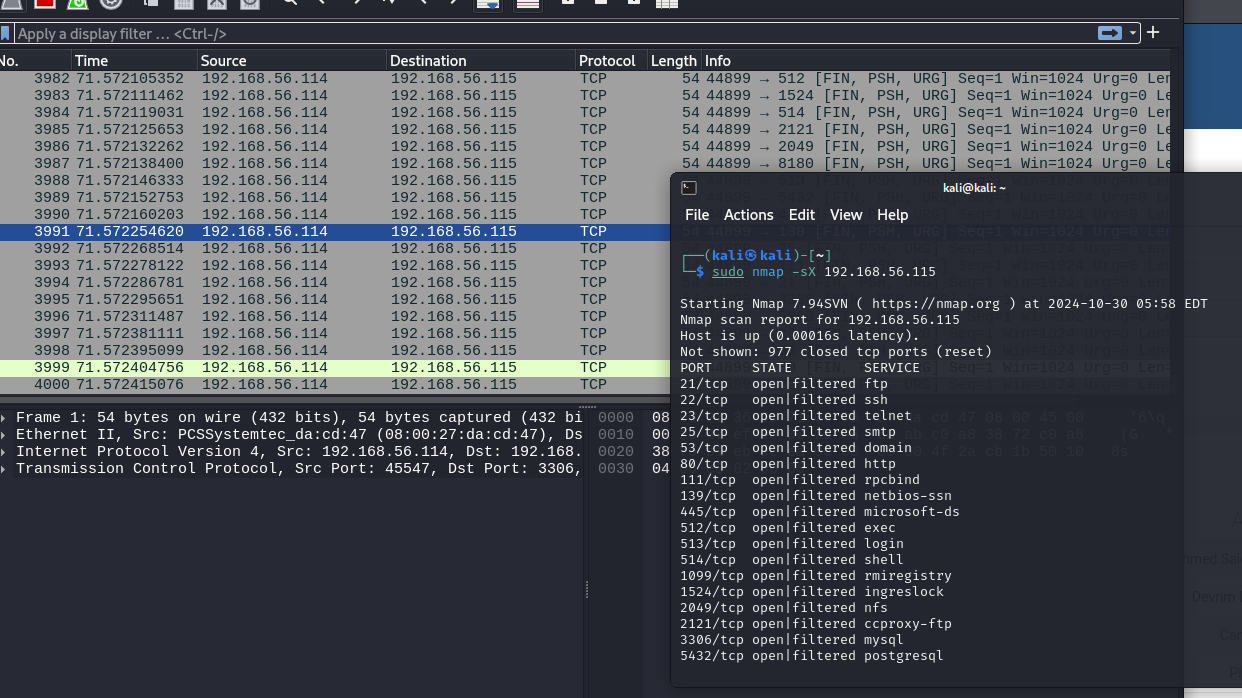 Apply a display filter … <Ctrl-/>
No. Time Source Destination Protocol Length Info
3982 71.572105352 192.168.56.114 192.168.56.115 TCP 54 44899 → 512 [FIN, PSH, URG] Seq=1 Win=1024 Urg=0 Len
3983 71.572111462 192.168.56.114 192.168.56.115 TCP 54 44899 → 1524 [FIN, PSH, URG] Seq=1 Win=1024 Urg=0 Le
3984 71.572119031 192.168.56.114 192.168.56.115 TCP 54 44899 → 514 [FIN, PSH, URG] Seq=1 Win=1024 Urg=0 Len
3985 71.572125653 192.168.56.114 192.168.56.115 TCP 54 44899 → 2121 [FIN, PSH, URG] Seq=1 Win=1024 Urg=0 Le
3986 71.572132262 192.168.56.114 192.168.56.115 TCP 54 44899 → 2049 [FIN, PSH, URG] Seq=1 Win=1024 Urg=0 Le
3987 71.572138400 192.168.56.114 192.168.56.115 TCP 54 44899 → 8180 [FIN, PSH, URG] Seq=1 Win=1024 Urg=0 Le
3988 71.572146333 192.168.56.114 192.168.56.115 TCP
3989 71.572152753 192.168.56.114 192.168.56.115 TCP
3990 71.572160203 192.168.56.114 192.168.56.115 TCP
3991 71.572254620 192.168.56.114 192.168.56.115 TCP
3992 71.572268514 192.168.56.114 192.168.56.115 TCP
3993 71.572278122 192.168.56.114 192.168.56.115 TCP
3994 71.572286781 192.168.56.114 192.168.56.115 TCP
3995 71.572295651 192.168.56.114 192.168.56.115 TCP
3996 71.572311487 192.168.56.114 192.168.56.115 TCP
3997 71.572381111 192.168.56.114 192.168.56.115 TCP
3998 71.572395099 192.168.56.114 192.168.56.115 TCP
3999 71.572404756 192.168.56.114 192.168.56.115 TCP
4000 71.572415076 192.168.56.114 192.168.56.115 TCP
Frame 1: 54 bytes on wire (432 bits), 54 bytes captured (432 bi
Ethernet II, Src: PCSSystemtec_da:cd:47 (08:00:27:da:cd:47), Ds
Internet Protocol Version 4, Src: 192.168.56.114, Dst: 192.168.
Transmission Control Protocol, Src Port: 45547, Dst Port: 3306,
0000 08
0010 00
0020 38
0030 04
kali@kali: ~
File Actions Edit View Help
┌──(kali㉿kali)-[~]
└─$ sudo nmap -sX 192.168.56.115
Starting Nmap 7.94SVN ( https://nmap.org ) at 2024-10-30 05:58 EDT
Nmap scan report for 192.168.56.115
Host is up (0.00016s latency).
Not shown: 977 closed tcp ports (reset)
PORT STATE SERVICE
21/tcp open|filtered ftp
22/tcp open|filtered ssh
23/tcp open|filtered telnet
25/tcp open|filtered smtp
53/tcp open|filtered domain
80/tcp open|filtered http
111/tcp open|filtered rpcbind
139/tcp open|filtered netbios-ssn
445/tcp open|filtered microsoft-ds
512/tcp open|filtered exec
513/tcp open|filtered login
514/tcp open|filtered shell
1099/tcp open|filtered rmiregistry
1524/tcp open|filtered ingreslock
2049/tcp open|filtered nfs
2121/tcp open|filtered ccproxy-ftp
3306/tcp open|filtered mysql
5432/tcp open|filtered postgresql